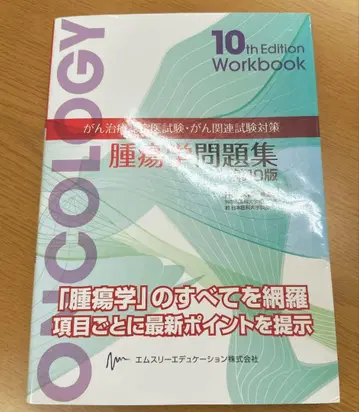 ONCOLOGY
10th Edition
Workbook
がん治療認定医試験・がん関連試験対策
腫瘍学問題集
「腫瘍学」のすべてを網羅
項目ごとに最新ポイントを提示
エムスリーエデュケーション株式会社